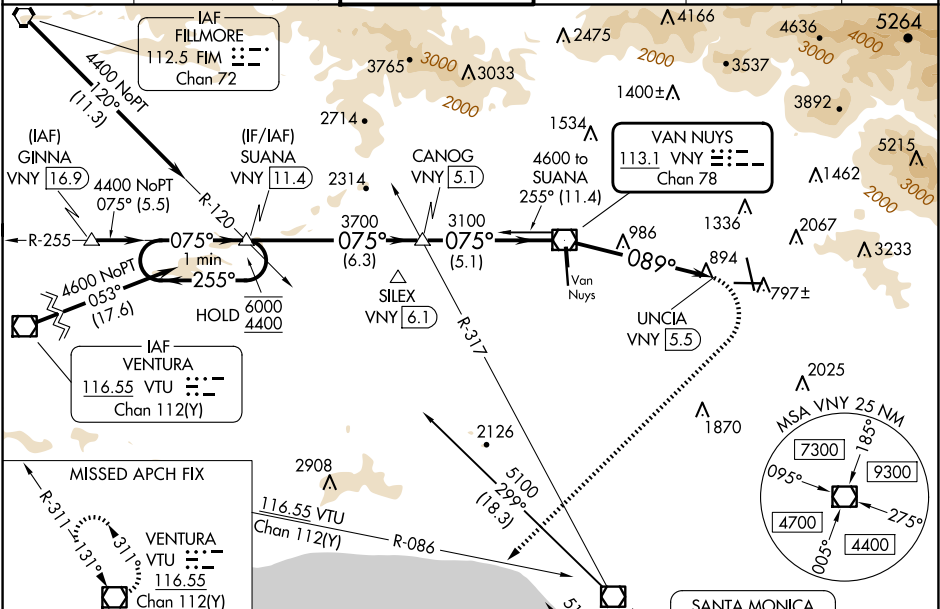 IAF
FILLMORE
112.5 FIM
Chan 72
4400 NoPT
120°
(11.3)
3765
3000
3033
2000
2475
4166
2000
4636
3000
4000
5264
3537
1400±
3892
2714
1534
5215
3000
2000
(IAF)
GINNA
VNY 16.9
4400 NoPT
075° (5.5)
(IF/IAF)
SUANA
VNY 11.4
R-120
2314
CANOG
VNY 5.1
4600 to
SUANA
255° (11.4)
VAN NUYS
113.1 VNY
Chan 78
1462
1336
2067
3233
R-255
075°
1 min
255°
3700
075°
(6.3)
3100
075°
(5.1)
986
089°
894
797±
Van
Nuys
4600 NoPT
053°
(17.6)
HOLD
6000
4400
SILEX
VNY 6.1
R-317
UNCIA
VNY 5.5
IAF
VENTURA
116.55 VTU
Chan 112(Y)
2025
1870
2126
2908
5100
299°
(18.3)
116.55 VTU
Chan 112(Y)
R-086
MSA VNY 25 NM
7300
185°
9300
095°
4700
275°
4400
005°
MISSED APCH FIX
R-311
131°
311°
VENTURA
VTU
116.55
Chan 112(Y)
51
SANTA MONICA